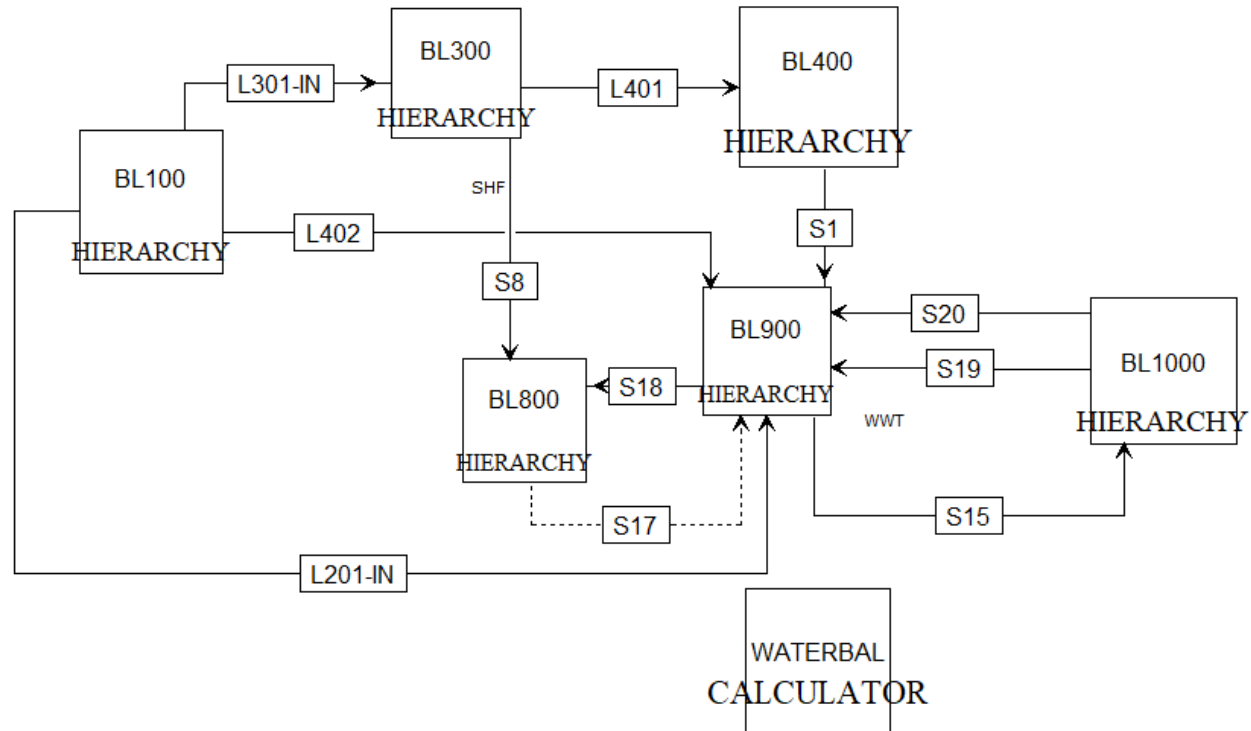 BL300
HIERARCHY
BL400
HIERARCHY
L301-IN
L401
BL100
HIERARCHY
SHF
L402
S1
S8
BL900
HIERARCHY
S20
S19
BL1000
HIERARCHY
BL800
HIERARCHY
S18
WWT
S17
S15
L201-IN
WATERBAL
CALCULATOR